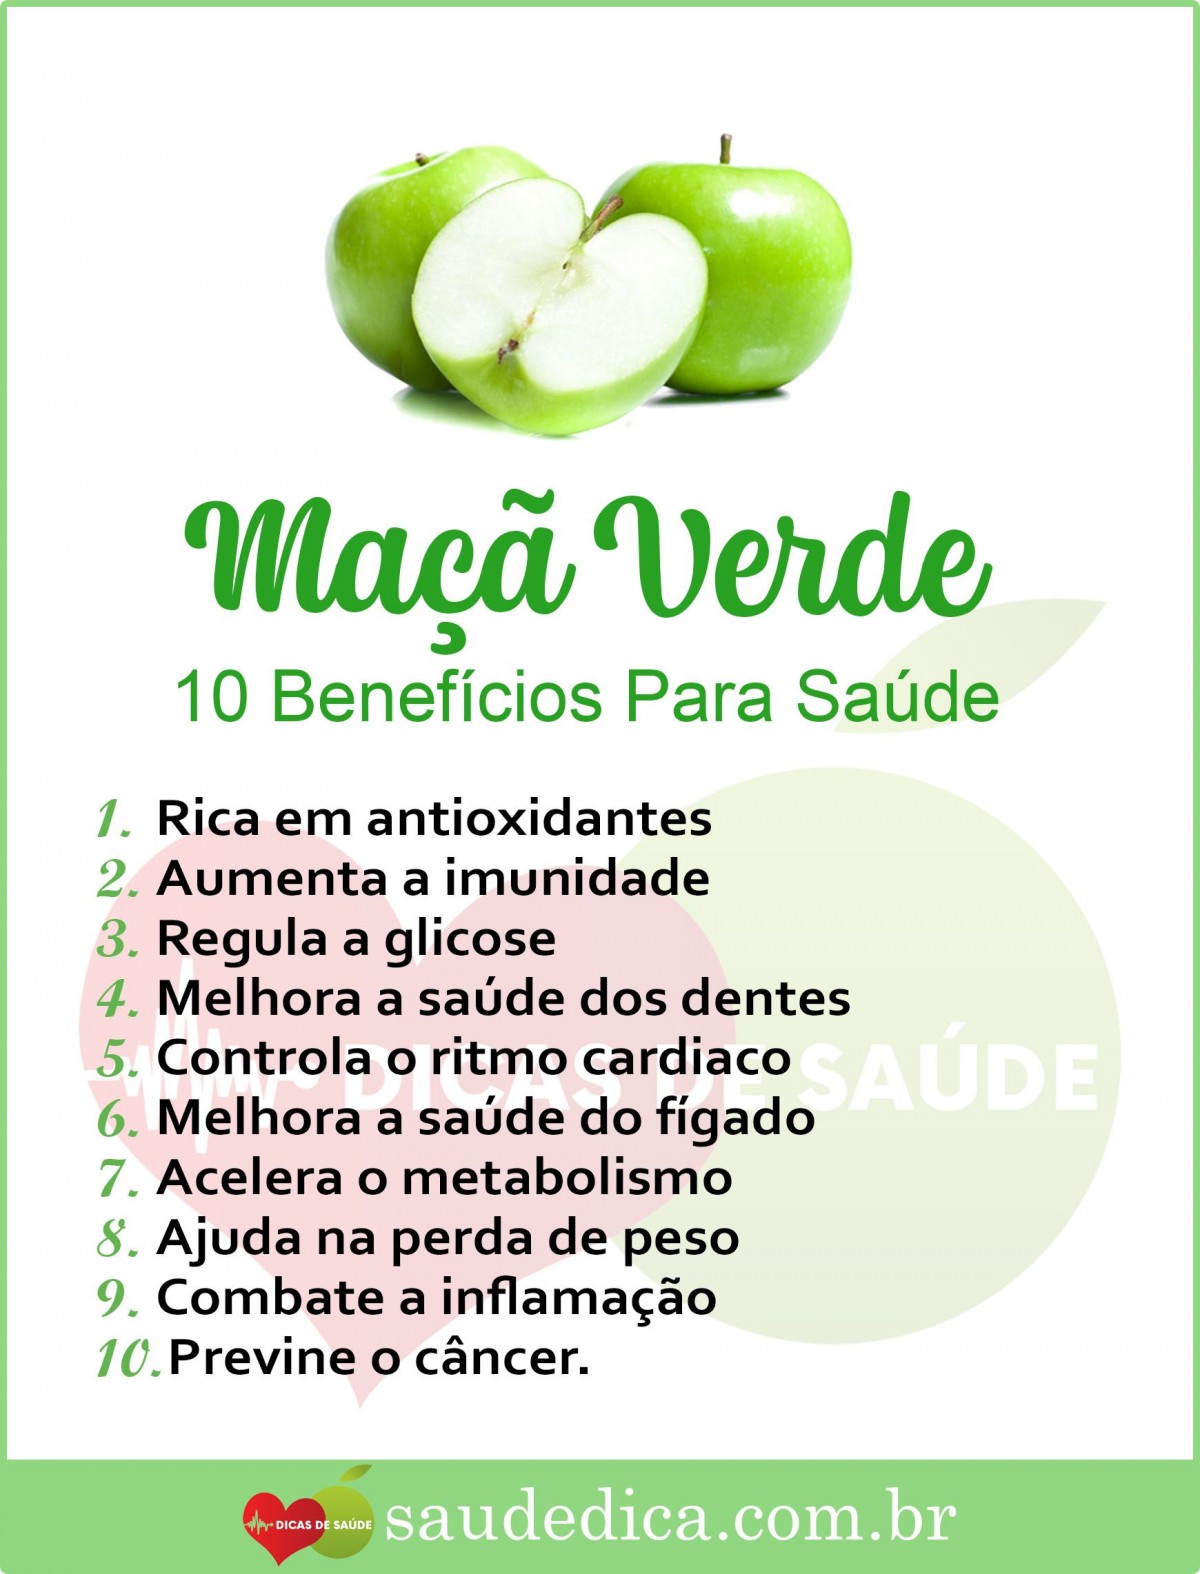 Maçã Verde
10 Benefícios Para Saúde
1. Rica em antioxidantes
2. Aumenta a imunidade
3. Regula a glicose
4. Melhora a saúde dos dentes
5. Controla o ritmo cardiaco
DICAS DE SAÚDE
6. Melhora a saúde do fígado
7. Acelera o metabolismo
8. Ajuda na perda de peso
9. Combate a inflamação
10. Previne o câncer.
DICAS DE SAÚDE saudedica.com.br